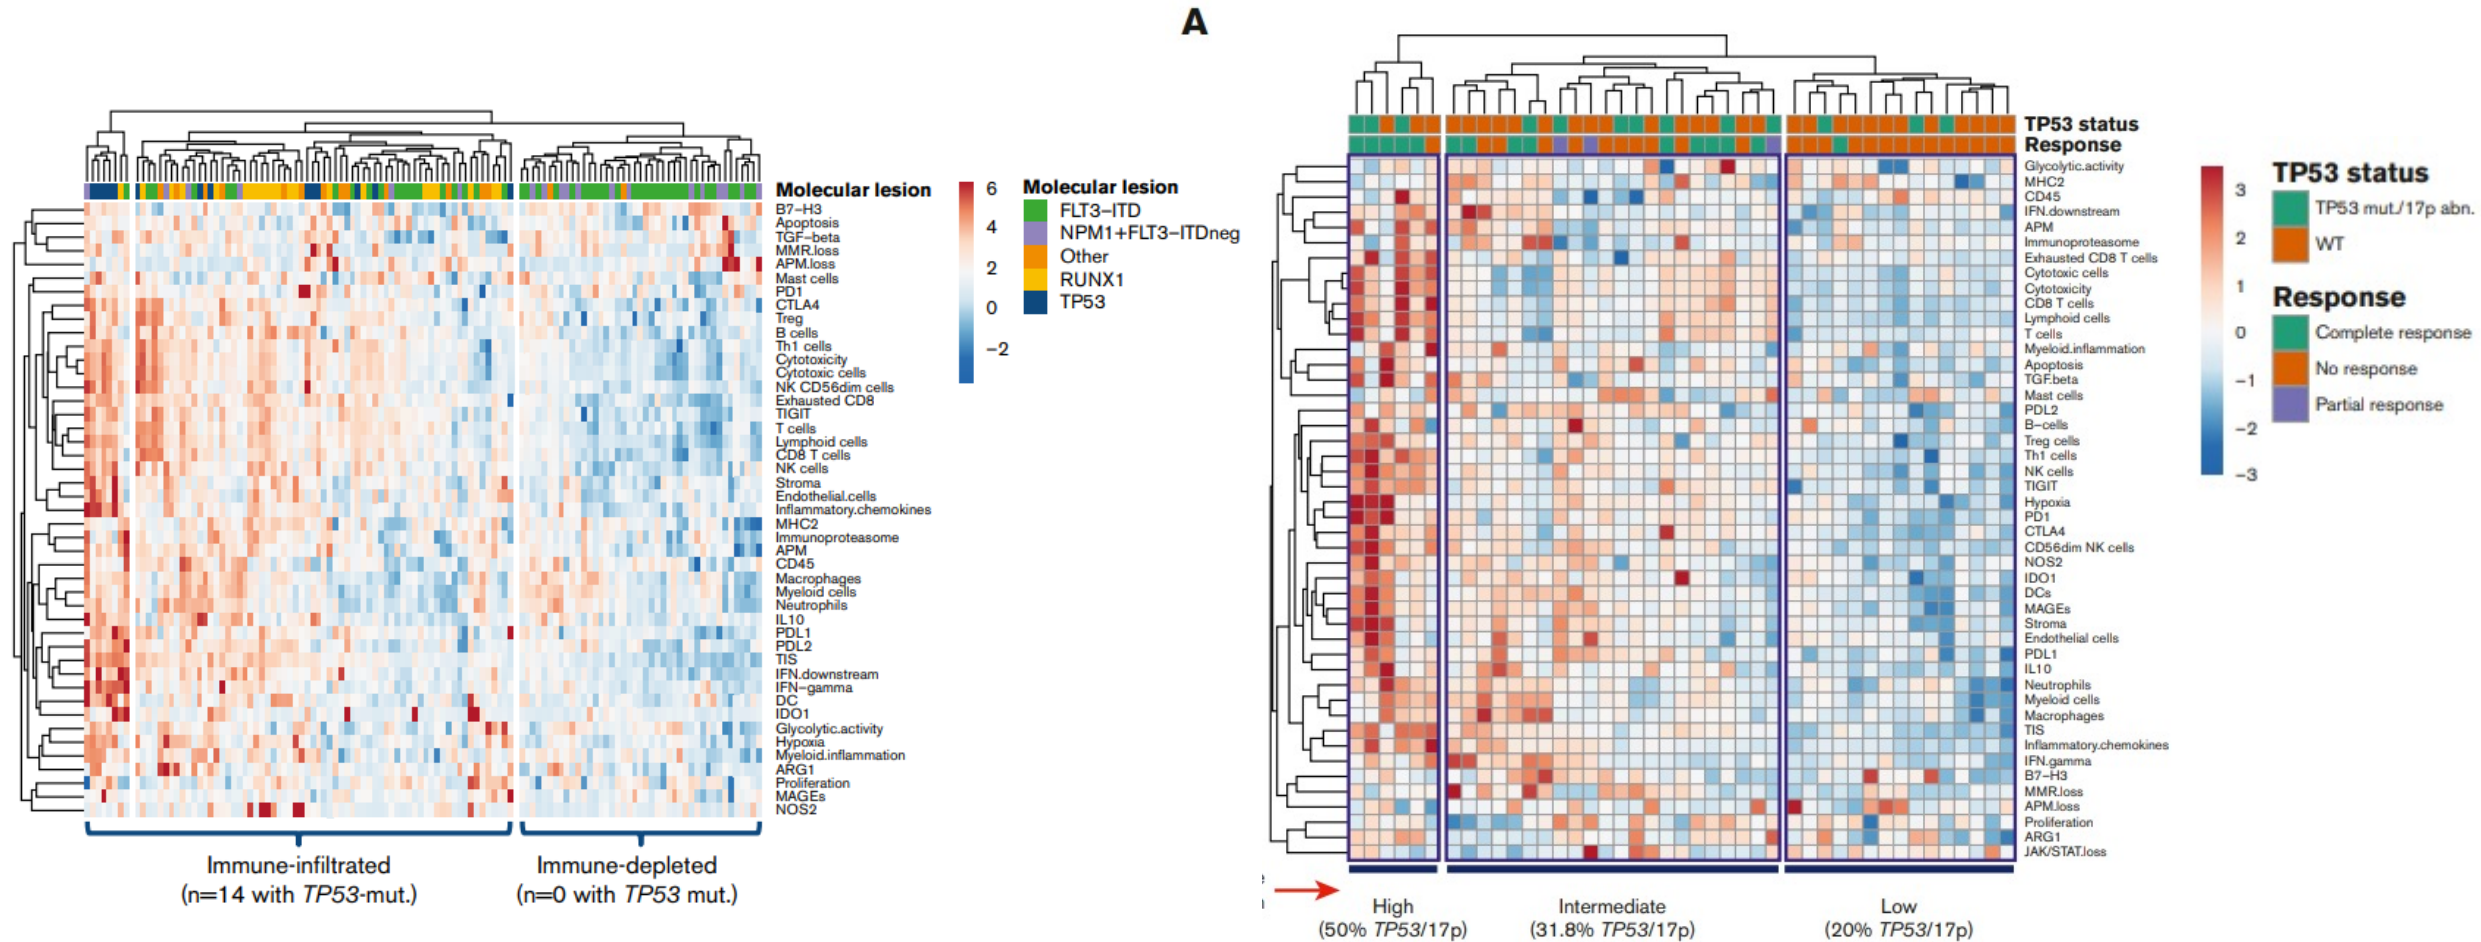 Molecular lesion
B7-H3
Apoptosis
TGF-beta
MMR.loss
APM.loss
Mast cells
PD1
CTLA4
Treg
B cells
Th1 cells
Cytotoxicity
Cytotoxic cells
NK CD56dim cells
Exhausted CD8
TIGIT
T cells
Lymphoid cells
CD8 T cells
NK cells
Stroma
Endothelial.cells
Inflammatory.chemokines
MHC2
Immunoproteasome
APM
CD45
Macrophages
Myeloid cells
Neutrophils
IL10
PDL1
PDL2
TIS
IFN.downstream
IFN-gamma
DC
IDO1
Glycolytic.activity
Hypoxia
Myeloid.inflammation
ARG1
Proliferation
MAGEs
NOS2
6
4
2
0
−2
Molecular lesion
FLT3-ITD
NPM1+FLT3-ITDneg
Other
RUNX1
TP53
Immune-infiltrated
(n=14 with TP53-mut.)
Immune-depleted
(n=0 with TP53 mut.)
A
TP53 status
Response
Glycolytic.activity
MHC2
CD45
IFN.downstream
APM
Immunoproteasome
Exhausted CD8 T cells
Cytotoxic cells
Cytotoxicity
CD8 T cells
Lymphoid cells
T cells
Myeloid.inflammation
Apoptosis
TGF.beta
Mast cells
PDL2
B-cells
Treg cells
Th1 cells
NK cells
TIGIT
Hypoxia
PD1
CTLA4
CD56dim NK cells
NOS2
IDO1
DCs
MAGEs
Stroma
Endothelial cells
PDL1
IL10
Neutrophils
Myeloid cells
Macrophages
TIS
Inflammatory.chemokines
IFN.gamma
B7-H3
MMR.loss
APM.loss
Proliferation
ARG1
JAK/STAT.loss
3
2
1
0
−1
−2
−3
TP53 status
TP53 mut./17p abn.
WT
Response
Complete response
No response
Partial response
High
(50% TP53/17p)
Intermediate
(31.8% TP53/17p)
Low
(20% TP53/17p)